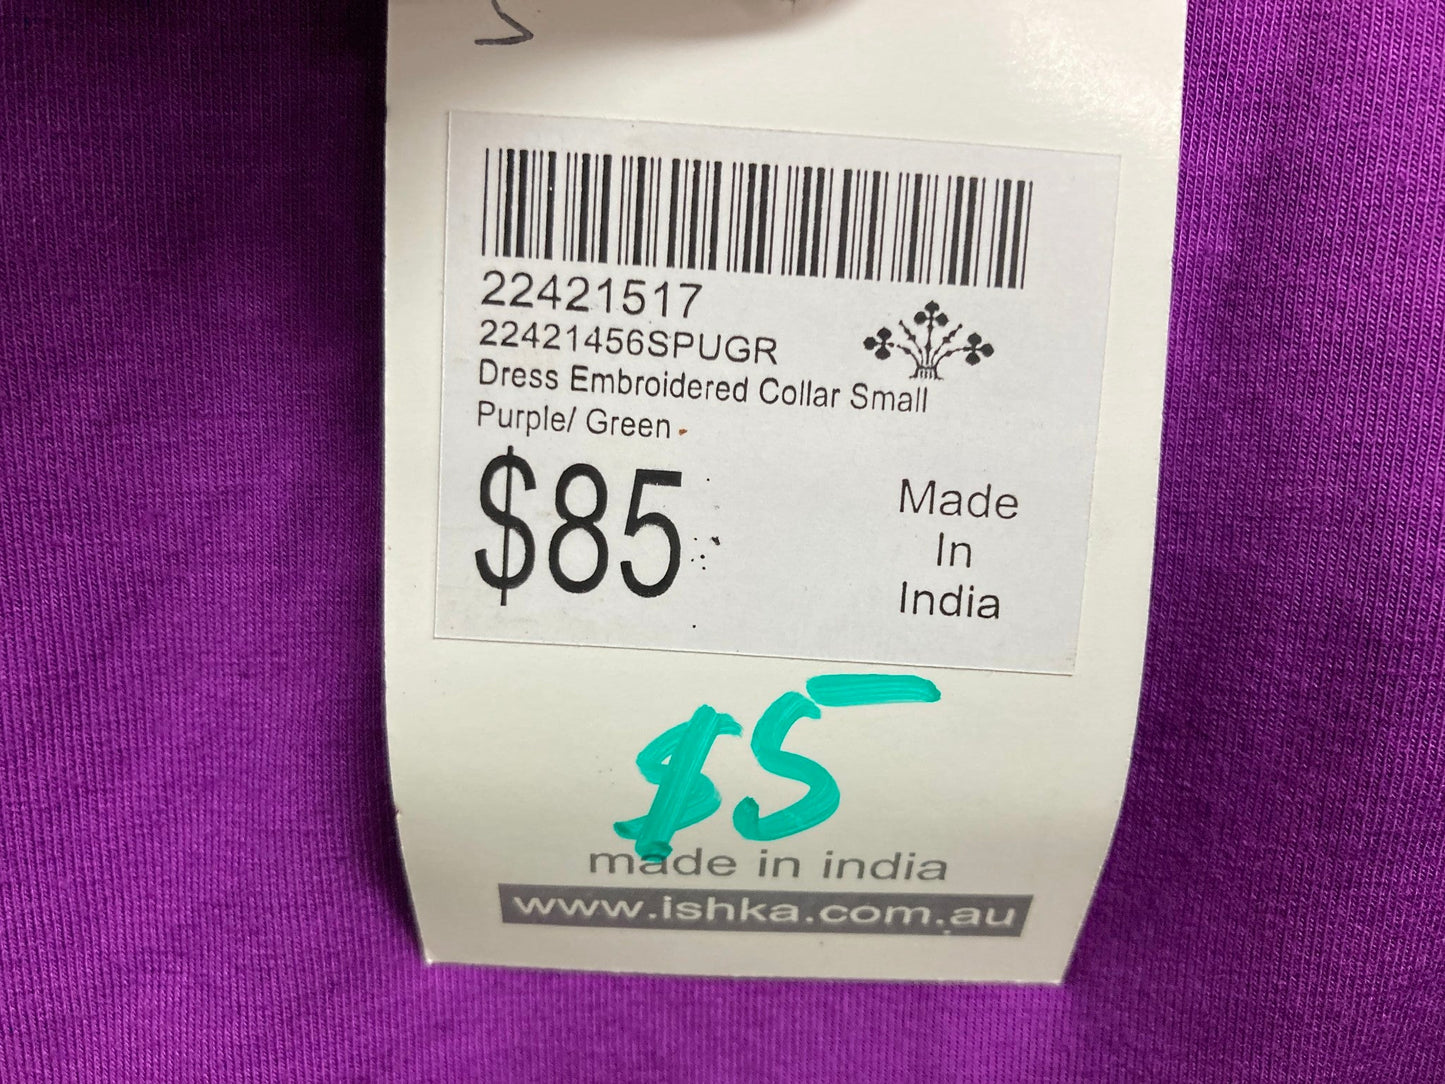 22421517
22421456SPUGR
Dress Embroidered Collar Small
Purple/ Green
$85
Made
In
India
$5
made in india
www.ishka.com.au